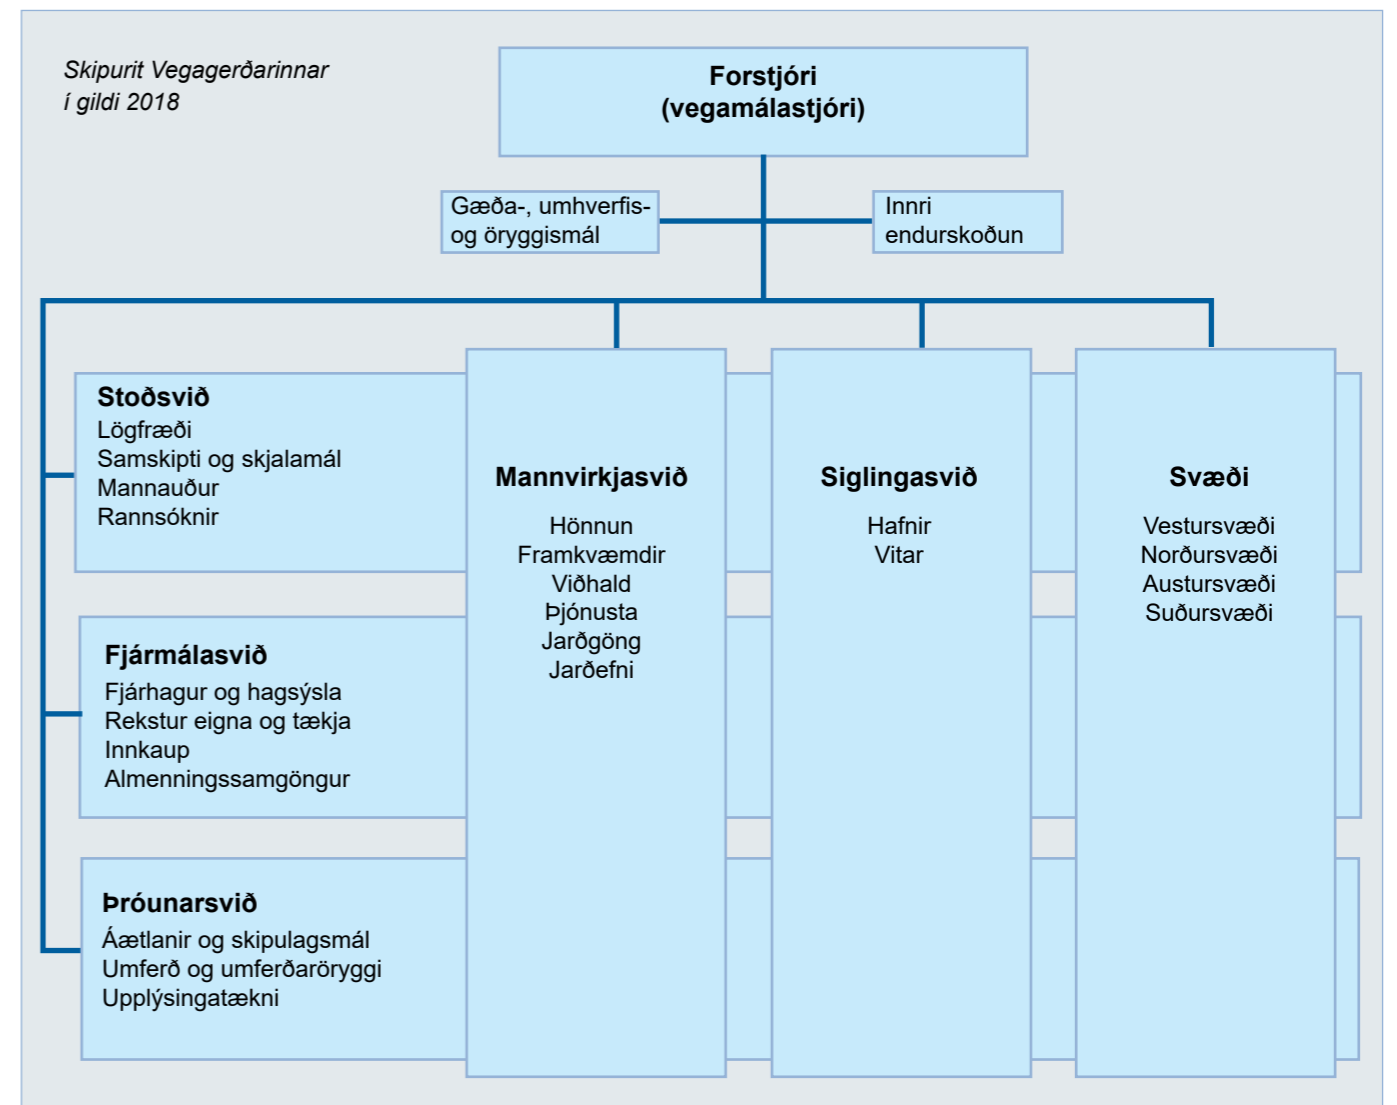 Skipurit Vegagerðarinnar
í gildi 2018
Forstjóri
(vegamálastjóri)
Gæða-, umhverfis-
og öryggismál
Innri
endurskoðun
Stoðsvið
Lögfræði
Samskipti og skjalamál
Mannauður
Rannsóknir
Fjármálasvið
Fjárhagur og hagsýsla
Rekstur eigna og tækja
Innkaup
Almenningssamgöngur
Þróunarsvið
Áætlanir og skipulagsmál
Umferð og umferðaröryggi
Upplýsingatækni
Mannvirkjasvið
Hönnun
Framkvæmdir
Viðhald
Þjónusta
Jarðgöng
Jarðefni
Siglingasvið
Hafnir
Vitar
Svæði
Vestursvæði
Norðursvæði
Austursvæði
Suðursvæði